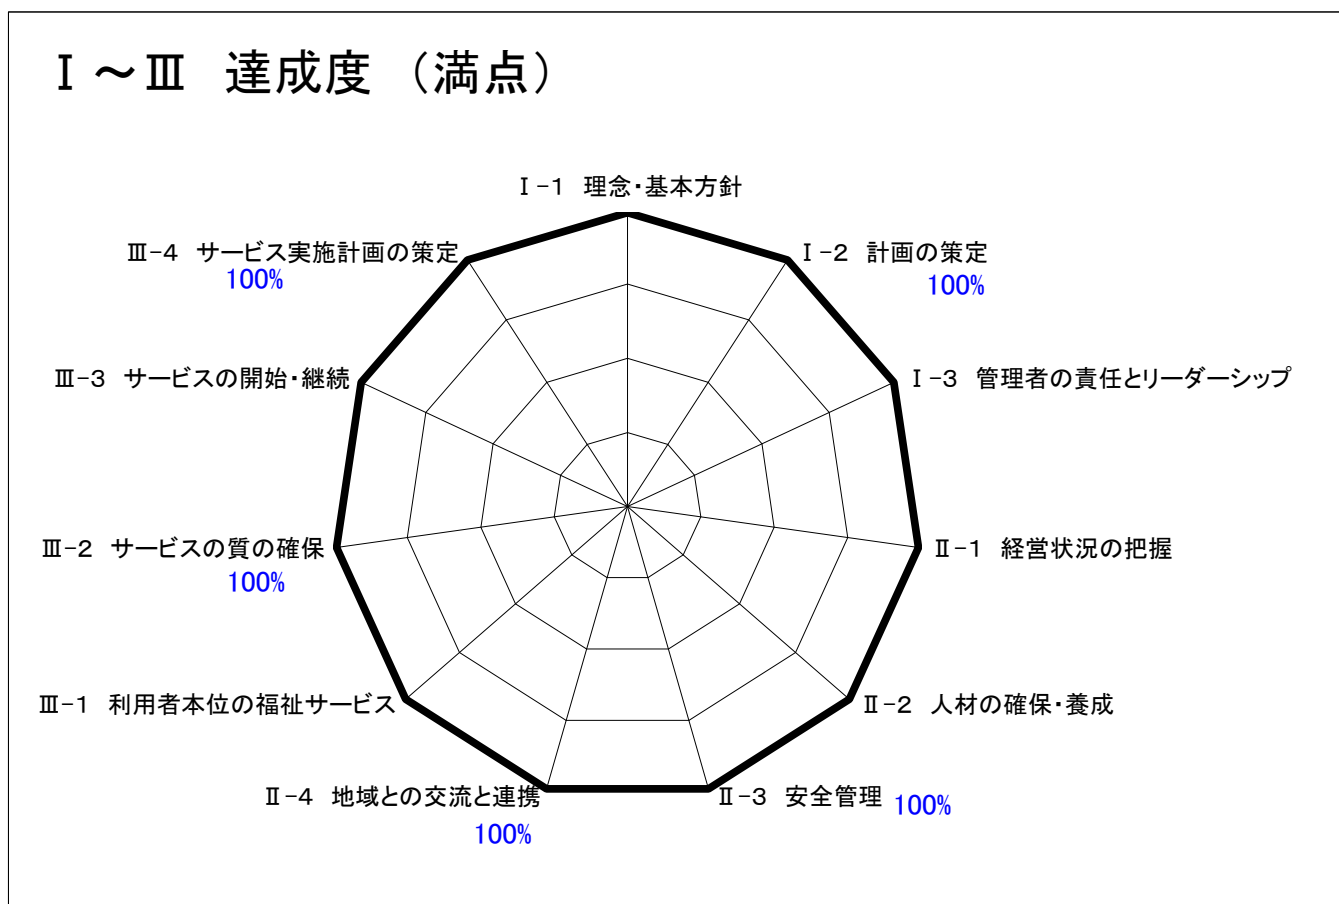 Ⅰ～Ⅲ　達成度　（満点）
Ⅰ-1　理念・基本方針
Ⅰ-2　計画の策定
100%
Ⅰ-3　管理者の責任とリーダーシップ
Ⅱ-1　経営状況の把握
Ⅱ-2　人材の確保・養成
Ⅱ-3　安全管理
100%
Ⅱ-4　地域との交流と連携
100%
Ⅲ-1　利用者本位の福祉サービス
Ⅲ-2　サービスの質の確保
100%
Ⅲ-3　サービスの開始・継続
Ⅲ-4　サービス実施計画の策定
100%